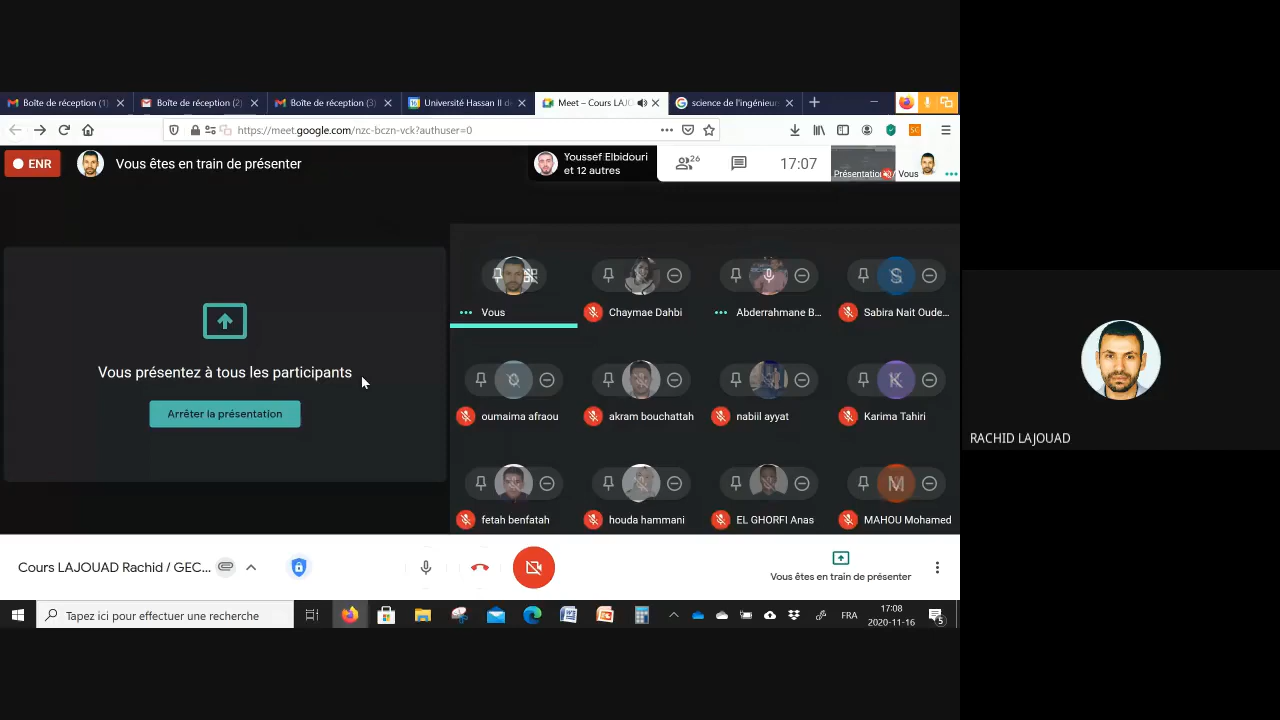 Boîte de réception (1)
Boîte de réception (2)
Boîte de réception (3)
Université Hassan II de
Meet – Cours LAJO
science de l'ingénieur
https://meet.google.com/nzc-bczn-vck?authuser=0
SG
ENR
Vous êtes en train de présenter
Youssef Elbidouri
et 12 autres
26
17:07
Présentation
Vous
Vous présentez à tous les participants
Arrêter la présentation
Vous
Chaymae Dahbi
Abderrahmane B...
S
Sabira Nait Oude...
oumaima afraou
akram bouchattah
nabiil ayyat
K
Karima Tahiri
fetah benfatah
houda hammani
EL GHORFI Anas
M
MAHOU Mohamed
RACHID LAJOUAD
Cours LAJOUAD Rachid / GEC...
Vous êtes en train de présenter
Tapez ici pour effectuer une recherche
FRA
17:08
2020-11-16
5